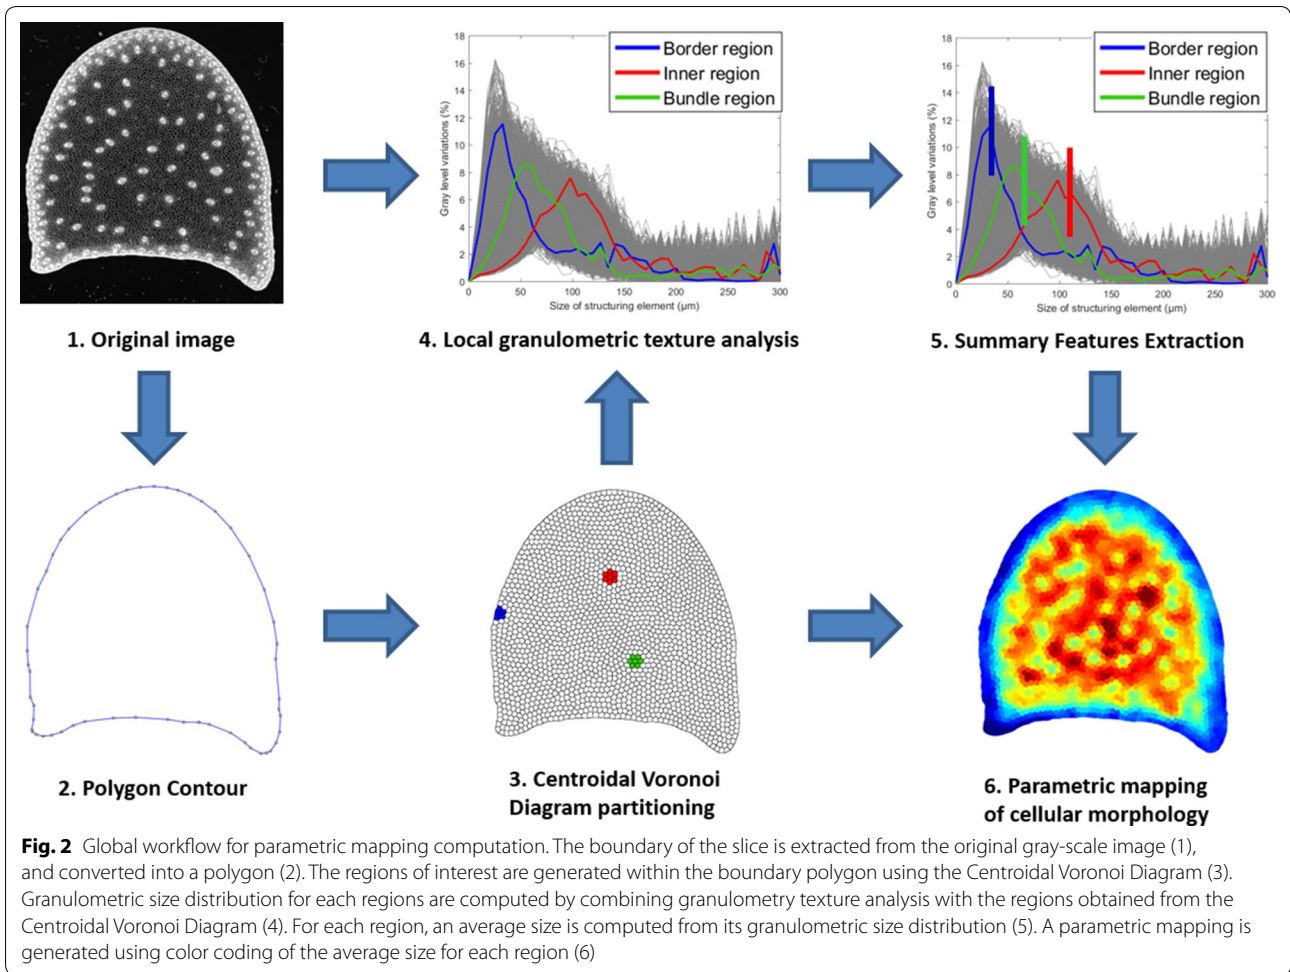 18
16
14
12
10
8
6
4
2
0
Gray level variations (%)
Border region
Inner region
Bundle region
0 50 100 150 200 250 300
Size of structuring element (µm)
18
16
14
12
10
8
6
4
2
0
Gray level variations (%)
Border region
Inner region
Bundle region
0 50 100 150 200 250 300
Size of structuring element (µm)
1. Original image
4. Local granulometric texture analysis
5. Summary Features Extraction
2. Polygon Contour
3. Centroidal Voronoi
Diagram partitioning
6. Parametric mapping
of cellular morphology
Fig. 2 Global workflow for parametric mapping computation. The boundary of the slice is extracted from the original gray-scale image (1),
and converted into a polygon (2). The regions of interest are generated within the boundary polygon using the Centroidal Voronoi Diagram (3).
Granulometric size distribution for each regions are computed by combining granulometry texture analysis with the regions obtained from the
Centroidal Voronoi Diagram (4). For each region, an average size is computed from its granulometric size distribution (5). A parametric mapping is
generated using color coding of the average size for each region (6)